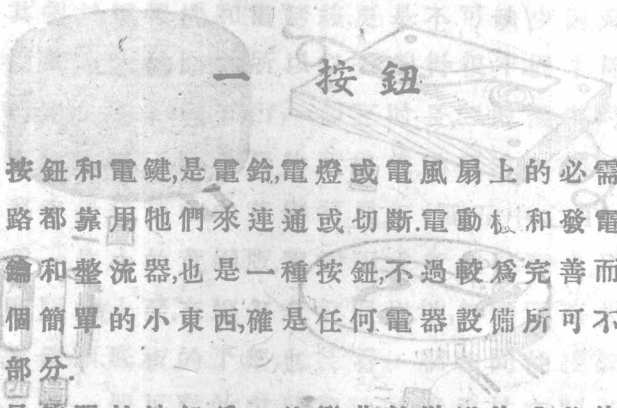 一 按鈕
按鈕和電鍵,是電鈴,電燈或電風扇上的必需
路都靠用牠們來連通或切斷.電動 和發電
和整流器,也是一種按鈕,不過較爲完善而
個簡單的小東西,確是任何電器設備所可不
部分.